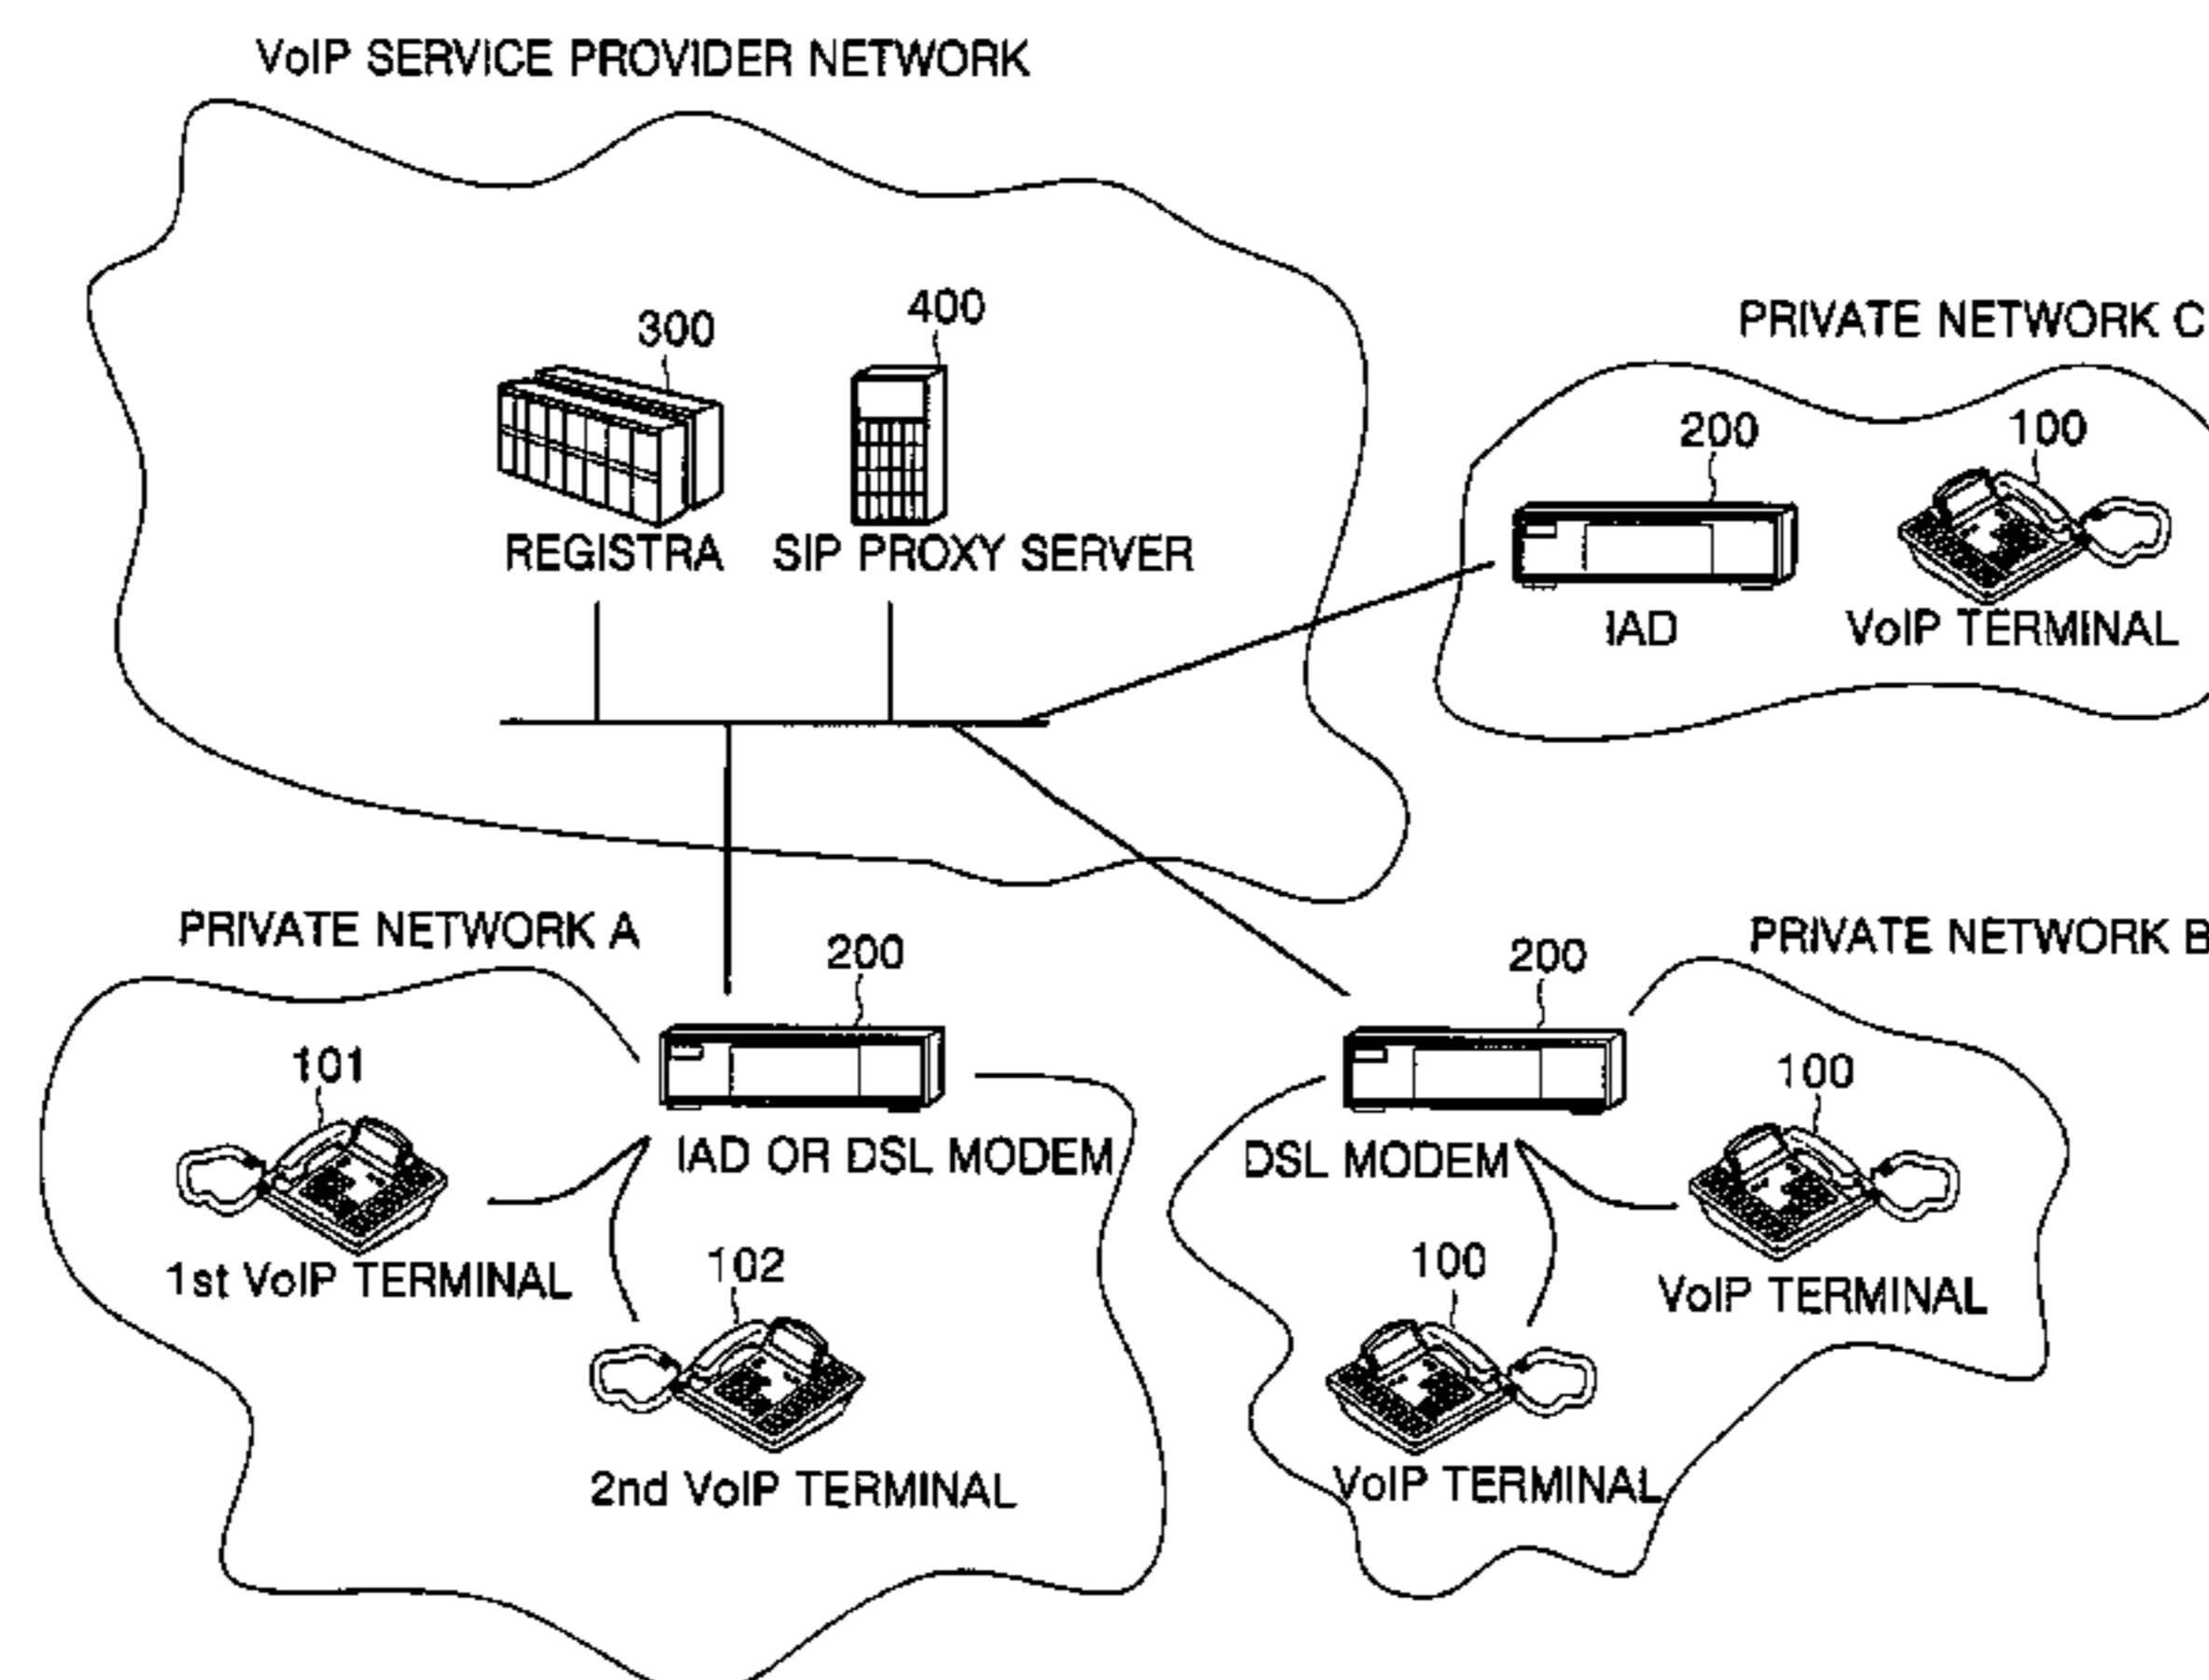 VoIP SERVICE PROVIDER NETWORK
300
400
REGISTRA
SIP PROXY SERVER
PRIVATE NETWORK C
200
100
IAD
VoIP TERMINAL
PRIVATE NETWORK A
200
101
IAD OR DSL MODEM
1st VoIP TERMINAL
102
2nd VoIP TERMINAL
PRIVATE NETWORK B
200
100
DSL MODEM
VoIP TERMINAL
100
VoIP TERMINAL